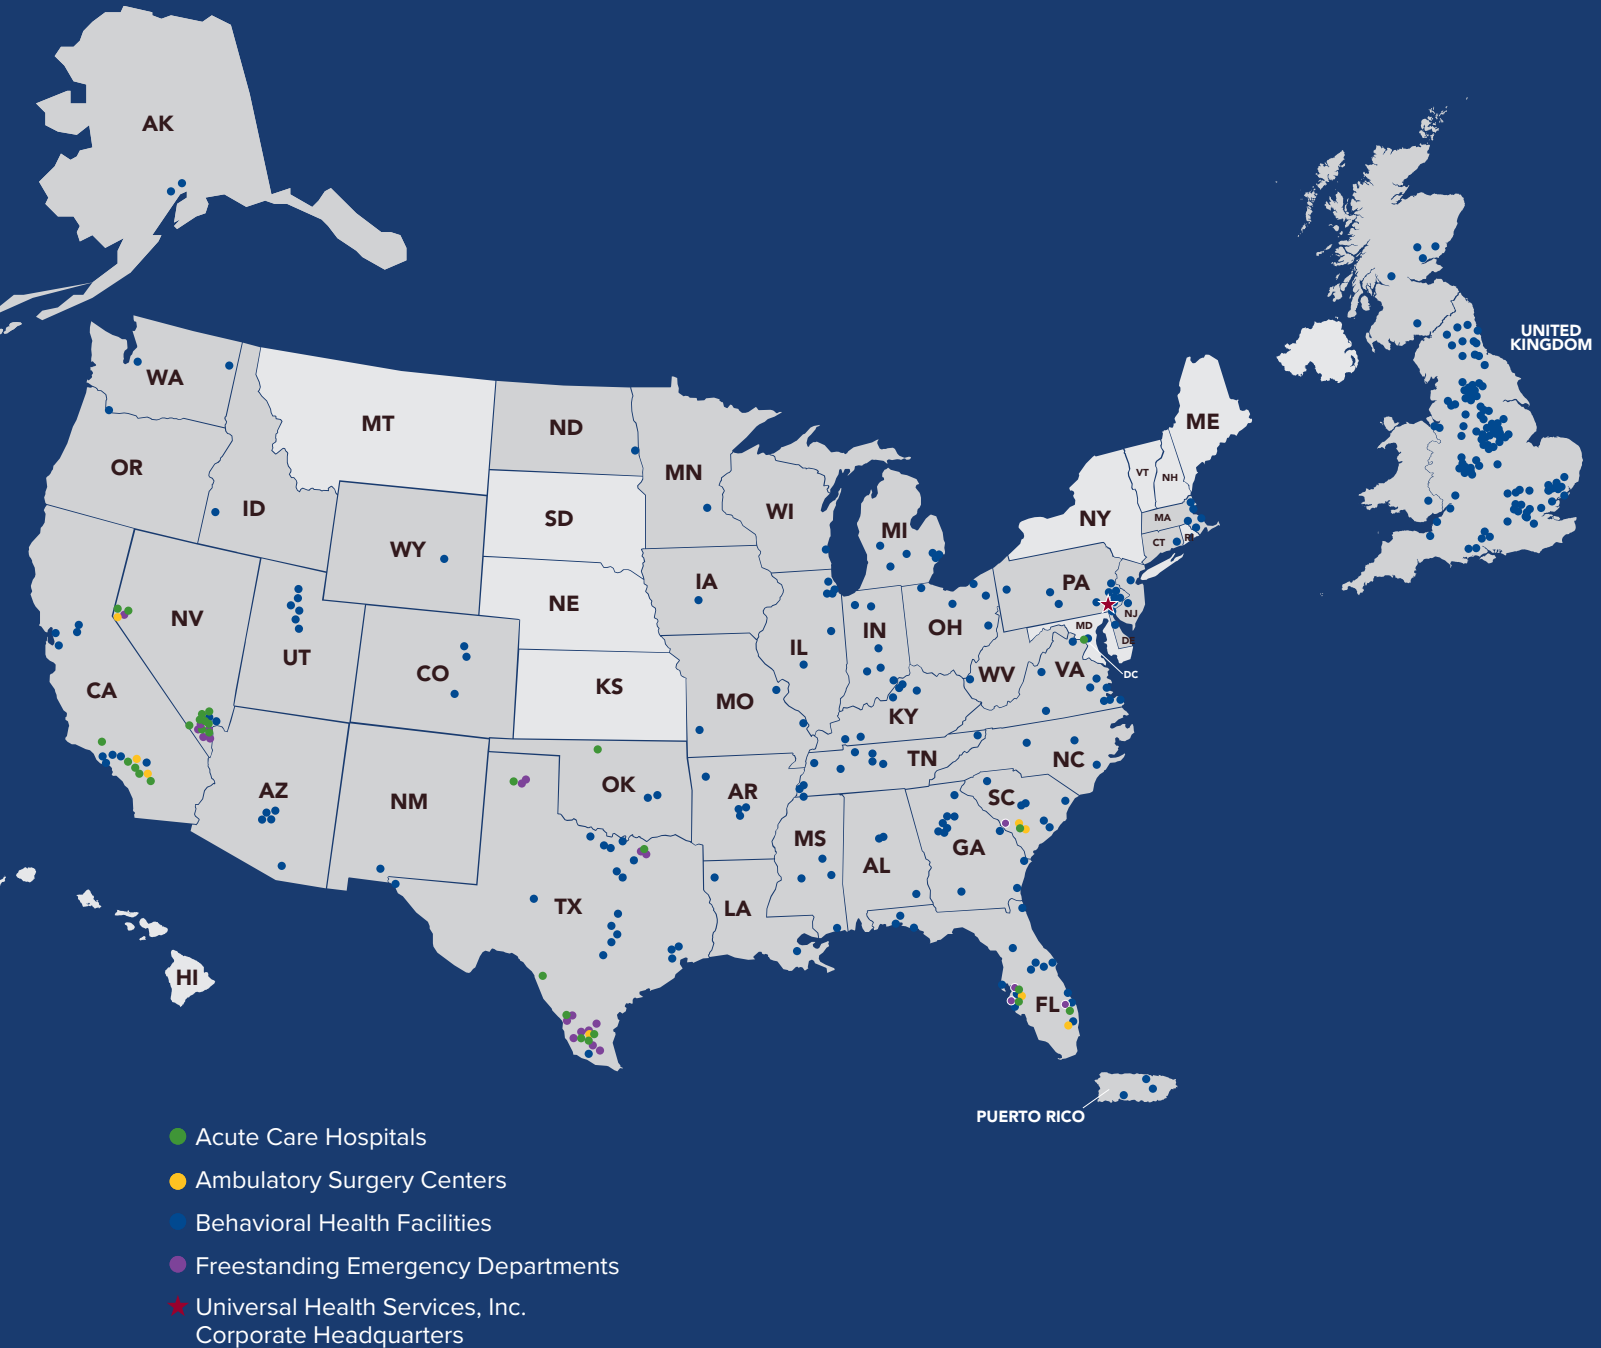 AK
WA
MT
ND
MN
OR
ID
WY
SD
WI
MI
NY
VT
NH
ME
MA
CT
RI
UNITED
KINGDOM
NV
UT
CO
NE
IA
IL
IN
OH
PA
NJ
MD
DE
DC
CA
KS
MO
KY
WV
VA
AZ
NM
OK
AR
TN
NC
SC
TX
LA
MS
AL
GA
HI
FL
PUERTO RICO
Acute Care Hospitals
Ambulatory Surgery Centers
Behavioral Health Facilities
Freestanding Emergency Departments
Universal Health Services, Inc.
Corporate Headquarters